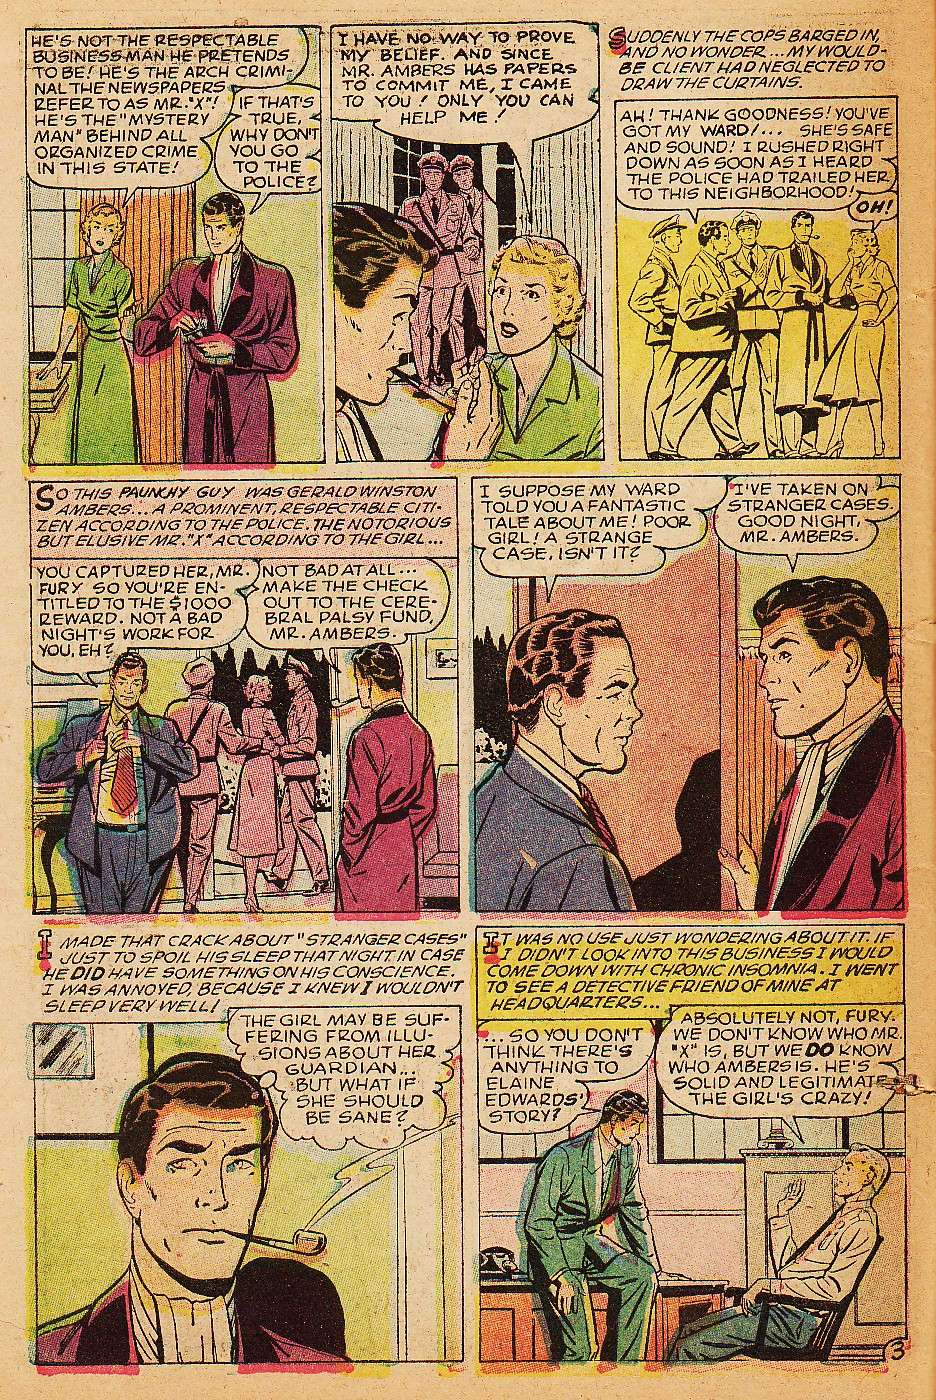 HE'S NOT THE RESPECTABLE
BUSINESS MAN HE PRETENDS
TO BE! HE'S THE ARCH CRIMI-
NAL THE NEWSPAPERS
REFER TO AS MR. "X"!
HE'S THE "MYSTERY
MAN" BEHIND ALL
ORGANIZED CRIME
IN THIS STATE!
IF THAT'S
TRUE,
WHY DON'T
YOU GO
TO THE
POLICE?
I HAVE NO WAY TO PROVE
MY BELIEF. AND SINCE
MR. AMBERS HAS PAPERS
TO COMMIT ME, I CAME
TO YOU! ONLY YOU CAN
HELP ME!
SUDDENLY THE COPS BARGED IN,
AND NO WONDER... MY WOULD-
BE CLIENT HAD NEGLECTED TO
DRAW THE CURTAINS.
AH! THANK GOODNESS! YOU'VE
GOT MY WARD!... SHE'S SAFE
AND SOUND! I RUSHED RIGHT
DOWN AS SOON AS I HEARD
THE POLICE HAD TRAILED HER
TO THIS NEIGHBORHOOD!
OH!
SO THIS PAUNCHY GUY WAS GERALD WINSTON
AMBERS... A PROMINENT, RESPECTABLE CITI-
ZEN ACCORDING TO THE POLICE. THE NOTORIOUS
BUT ELUSIVE MR. "X" ACCORDING TO THE GIRL...
YOU CAPTURED HER, MR.
FURY SO YOU'RE EN-
TITLED TO THE $1000
REWARD. NOT A BAD
NIGHT'S WORK FOR
YOU, EH?
NOT BAD AT ALL...
MAKE THE CHECK
OUT TO THE CERE-
BRAL PALSY FUND,
MR. AMBERS.
I SUPPOSE MY WARD
TOLD YOU A FANTASTIC
TALE ABOUT ME! POOR
GIRL! A STRANGE
CASE, ISN'T IT?
I'VE TAKEN ON
STRANGER CASES.
GOOD NIGHT,
MR. AMBERS.
I MADE THAT CRACK ABOUT "STRANGER CASES"
JUST TO SPOIL HIS SLEEP THAT NIGHT IN CASE
HE DID HAVE SOMETHING ON HIS CONSCIENCE.
I WAS ANNOYED, BECAUSE I KNEW I WOULDN'T
SLEEP VERY WELL!
THE GIRL MAY BE SUF-
FERING FROM ILLU-
SIONS ABOUT HER
GUARDIAN...
BUT WHAT IF
SHE SHOULD
BE SANE?
IT WAS NO USE JUST WONDERING ABOUT IT. IF
I DIDN'T LOOK INTO THIS BUSINESS I WOULD
COME DOWN WITH CHRONIC INSOMNIA. I WENT
TO SEE A DETECTIVE FRIEND OF MINE AT
HEADQUARTERS...
...SO YOU DON'T
THINK THERE'S
ANYTHING TO
ELAINE
EDWARDS'
STORY?
ABSOLUTELY NOT, FURY.
WE DON'T KNOW WHO MR.
"X" IS, BUT WE DO KNOW
WHO AMBERS IS. HE'S
SOLID AND LEGITIMATE.
THE GIRL'S CRAZY!
3